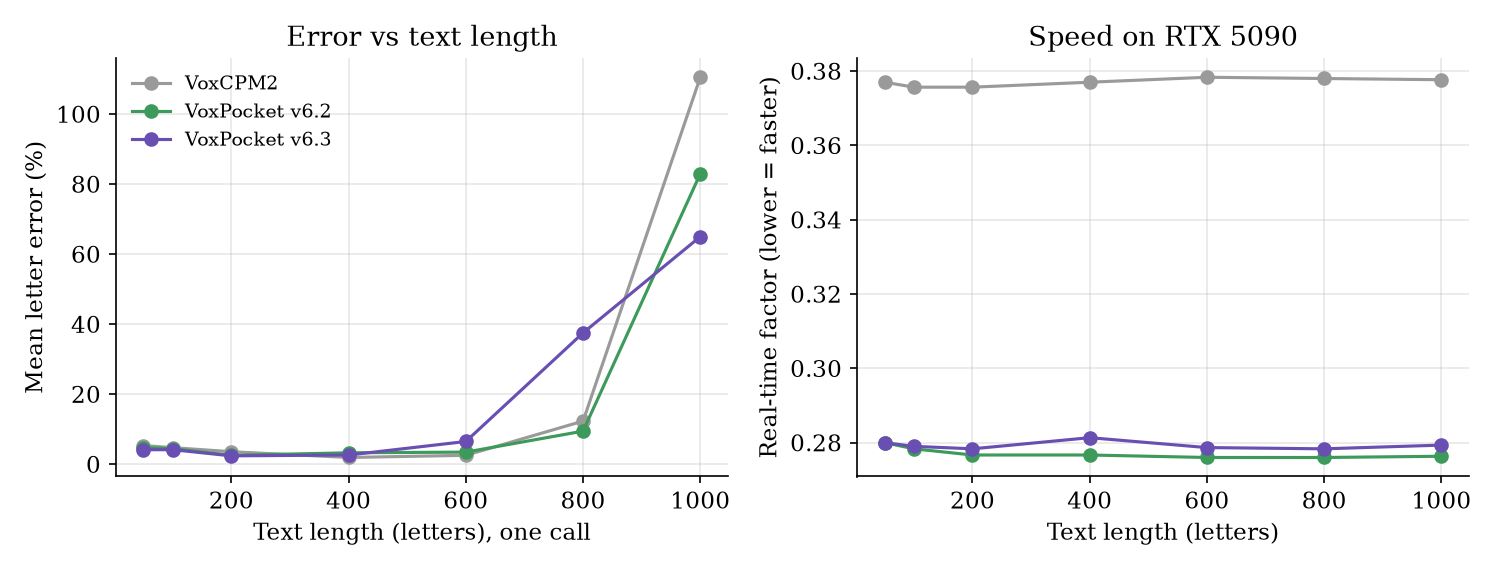 Error vs text length
VoxCPM2
VoxPocket v6.2
VoxPocket v6.3
Mean letter error (%)
100
80
60
40
20
0
200 400 600 800 1000
Text length (letters), one call
Speed on RTX 5090
Real-time factor (lower = faster)
0.38
0.36
0.34
0.32
0.30
0.28
200 400 600 800 1000
Text length (letters)